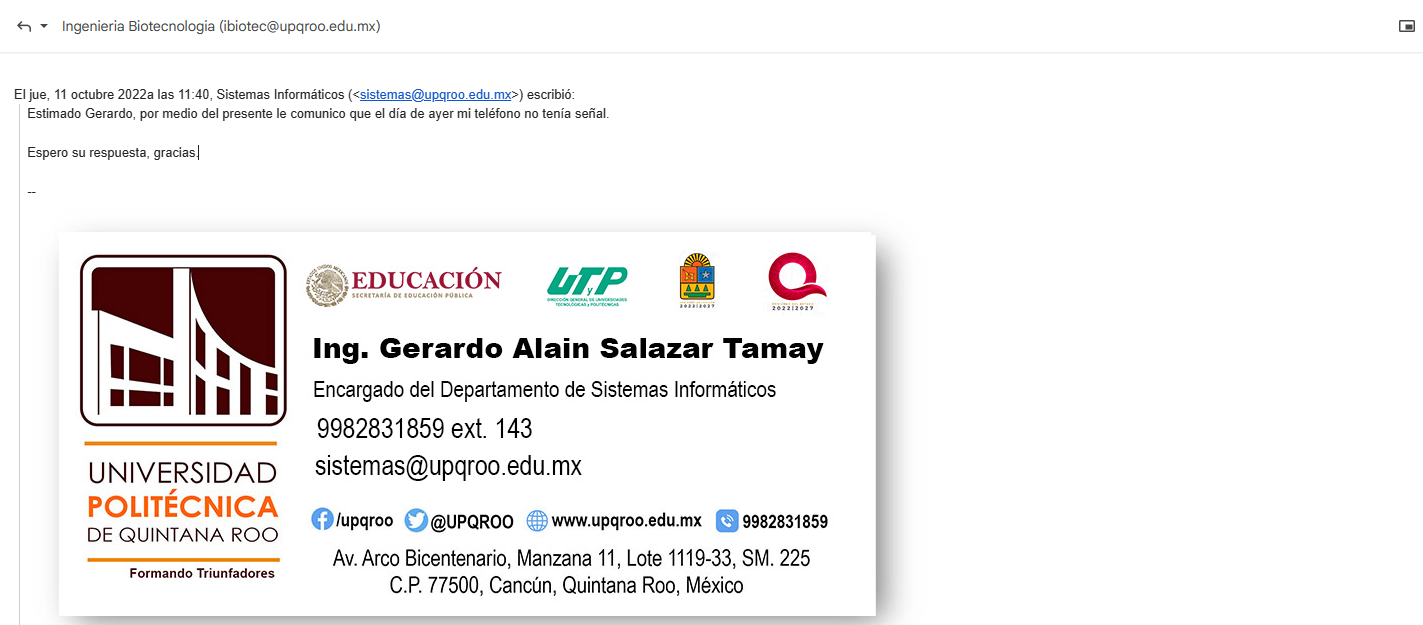 Ingenieria Biotecnologia (ibiotec@upqroo.edu.mx)
El jue, 11 octubre 2022a las 11:40, Sistemas Informáticos (<sistemas@upqroo.edu.mx>) escribió:
Estimado Gerardo, por medio del presente le comunico que el día de ayer mi teléfono no tenía señal.
Espero su respuesta, gracias.
--
EDUCACIÓN
SECRETARÍA DE EDUCACIÓN PÚBLICA
UTyP
DIRECCIÓN GENERAL DE UNIVERSIDADES
TECNOLÓGICAS y POLITÉCNICAS
2022|2027
2022|2027
Ing. Gerardo Alain Salazar Tamay
Encargado del Departamento de Sistemas Informáticos
9982831859 ext. 143
sistemas@upqroo.edu.mx
UNIVERSIDAD
POLITÉCNICA
DE QUINTANA ROO
Formando Triunfadores
/upqroo @UPQROO www.upqroo.edu.mx 9982831859
Av. Arco Bicentenario, Manzana 11, Lote 1119-33, SM. 225
C.P. 77500, Cancún, Quintana Roo, México